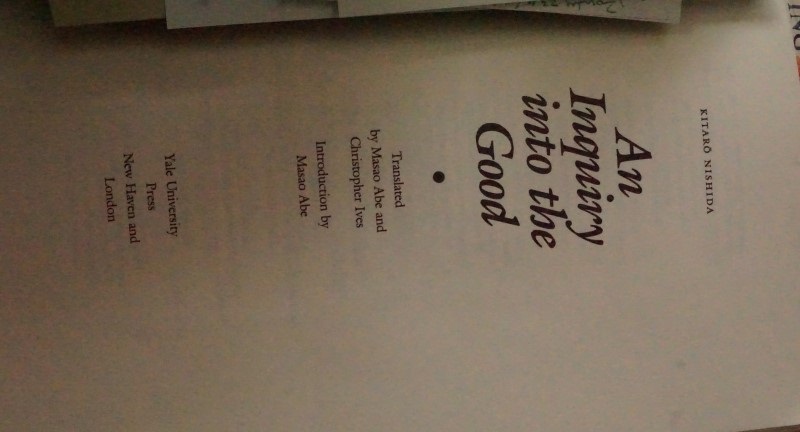 KITARŌ NISHIDA
An
Inquiry
into the
Good
Translated
by Masao Abe and
Christopher Ives
Introduction by
Masao Abe
Yale University
Press
New Haven and
London
ING